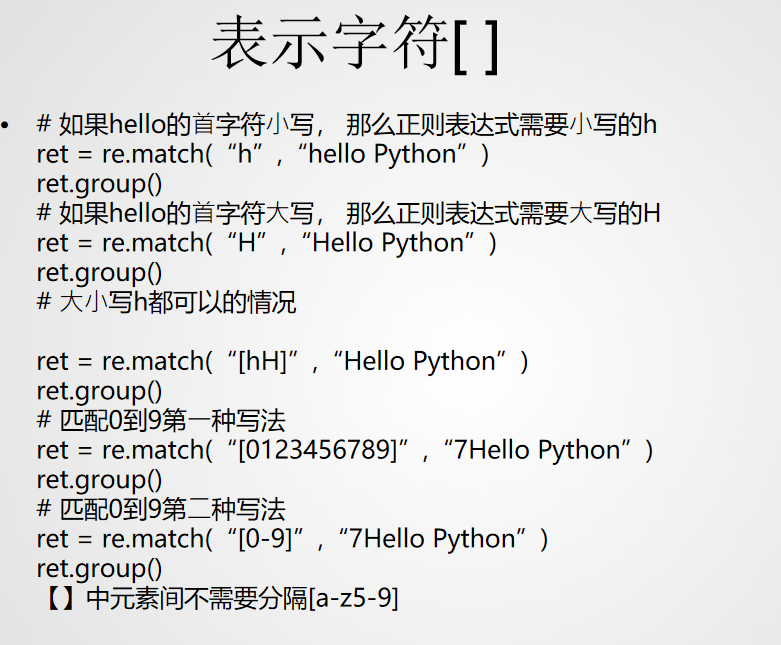 表示字符[ ]
• # 如果hello的首字符小写， 那么正则表达式需要小写的h
ret = re.match(“h”,“hello Python”)
ret.group()
# 如果hello的首字符大写， 那么正则表达式需要大写的H
ret = re.match(“H”,“Hello Python”)
ret.group()
# 大小写h都可以的情况
ret = re.match(“[hH]”,“Hello Python”)
ret.group()
# 匹配0到9第一种写法
ret = re.match(“[0123456789]”,“7Hello Python”)
ret.group()
# 匹配0到9第二种写法
ret = re.match(“[0-9]”,“7Hello Python”)
ret.group()
【】中元素间不需要分隔[a-z5-9]